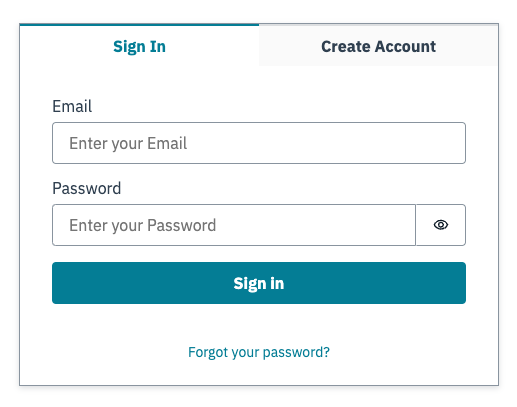 Sign In
Create Account
Email
Enter your Email
Password
Enter your Password
Sign in
Forgot your password?